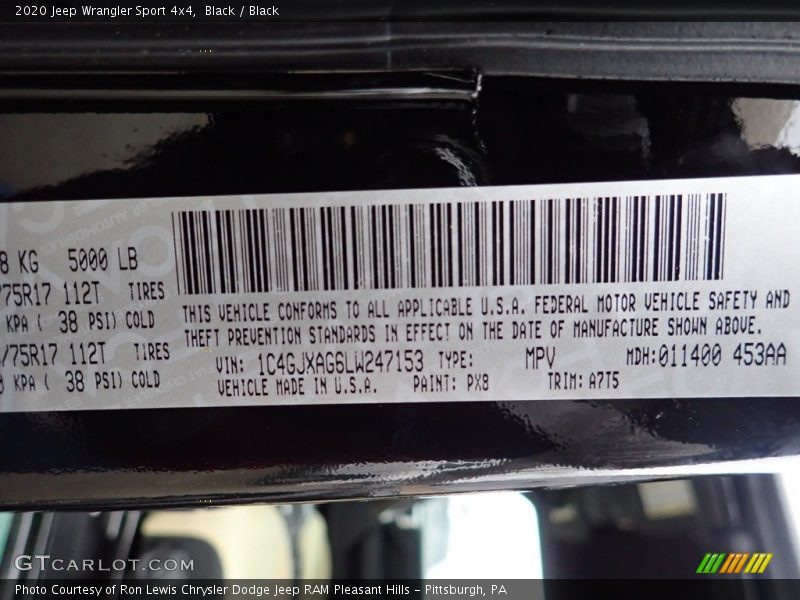 2020 Jeep Wrangler Sport 4x4, Black / Black
8 KG 5000 LB
/75R17 112T TIRES
KPA ( 38 PSI) COLD
/75R17 112T TIRES
0 KPA ( 38 PSI) COLD
THIS VEHICLE CONFORMS TO ALL APPLICABLE U.S.A. FEDERAL MOTOR VEHICLE SAFETY AND
THEFT PREVENTION STANDARDS IN EFFECT ON THE DATE OF MANUFACTURE SHOWN ABOVE.
VIN: 1C4GJXAG6LW247153 TYPE: MPV MDH:011400 453AA
VEHICLE MADE IN U.S.A. PAINT: PX8 TRIM: A7T5
GTCARLOT.COM
Photo Courtesy of Ron Lewis Chrysler Dodge Jeep RAM Pleasant Hills - Pittsburgh, PA